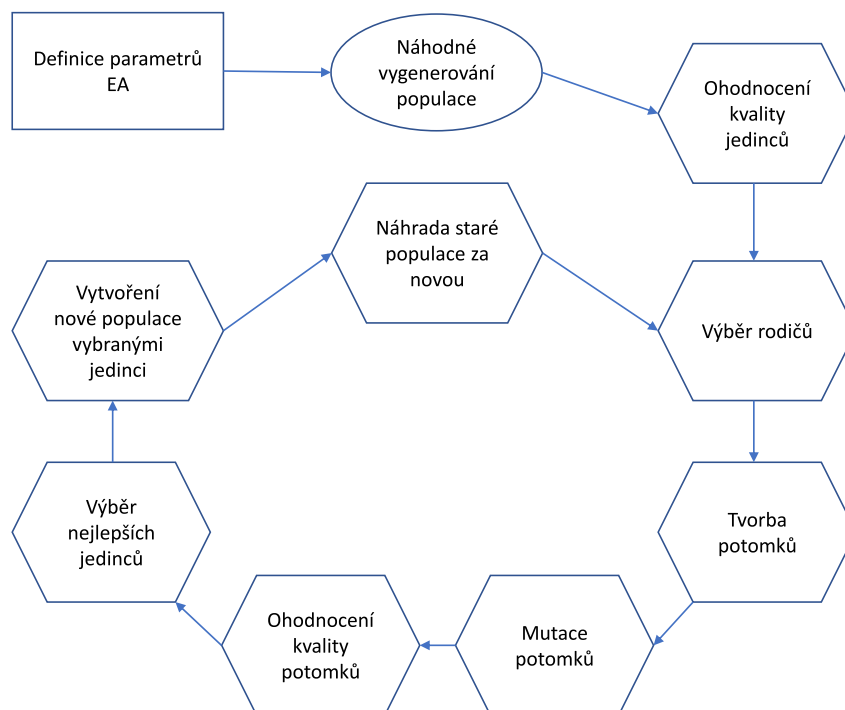 Definice parametrů
EA
Náhodné
vygenerování
populace
Ohodnocení
kvality
jedinců
Náhrada staré
populace za
novou
Vytvoření
nové populace
vybranými
jedinci
Výběr rodičů
Výběr
nejlepších
jedinců
Tvorba
potomků
Ohodnocení
kvality
potomků
Mutace
potomků